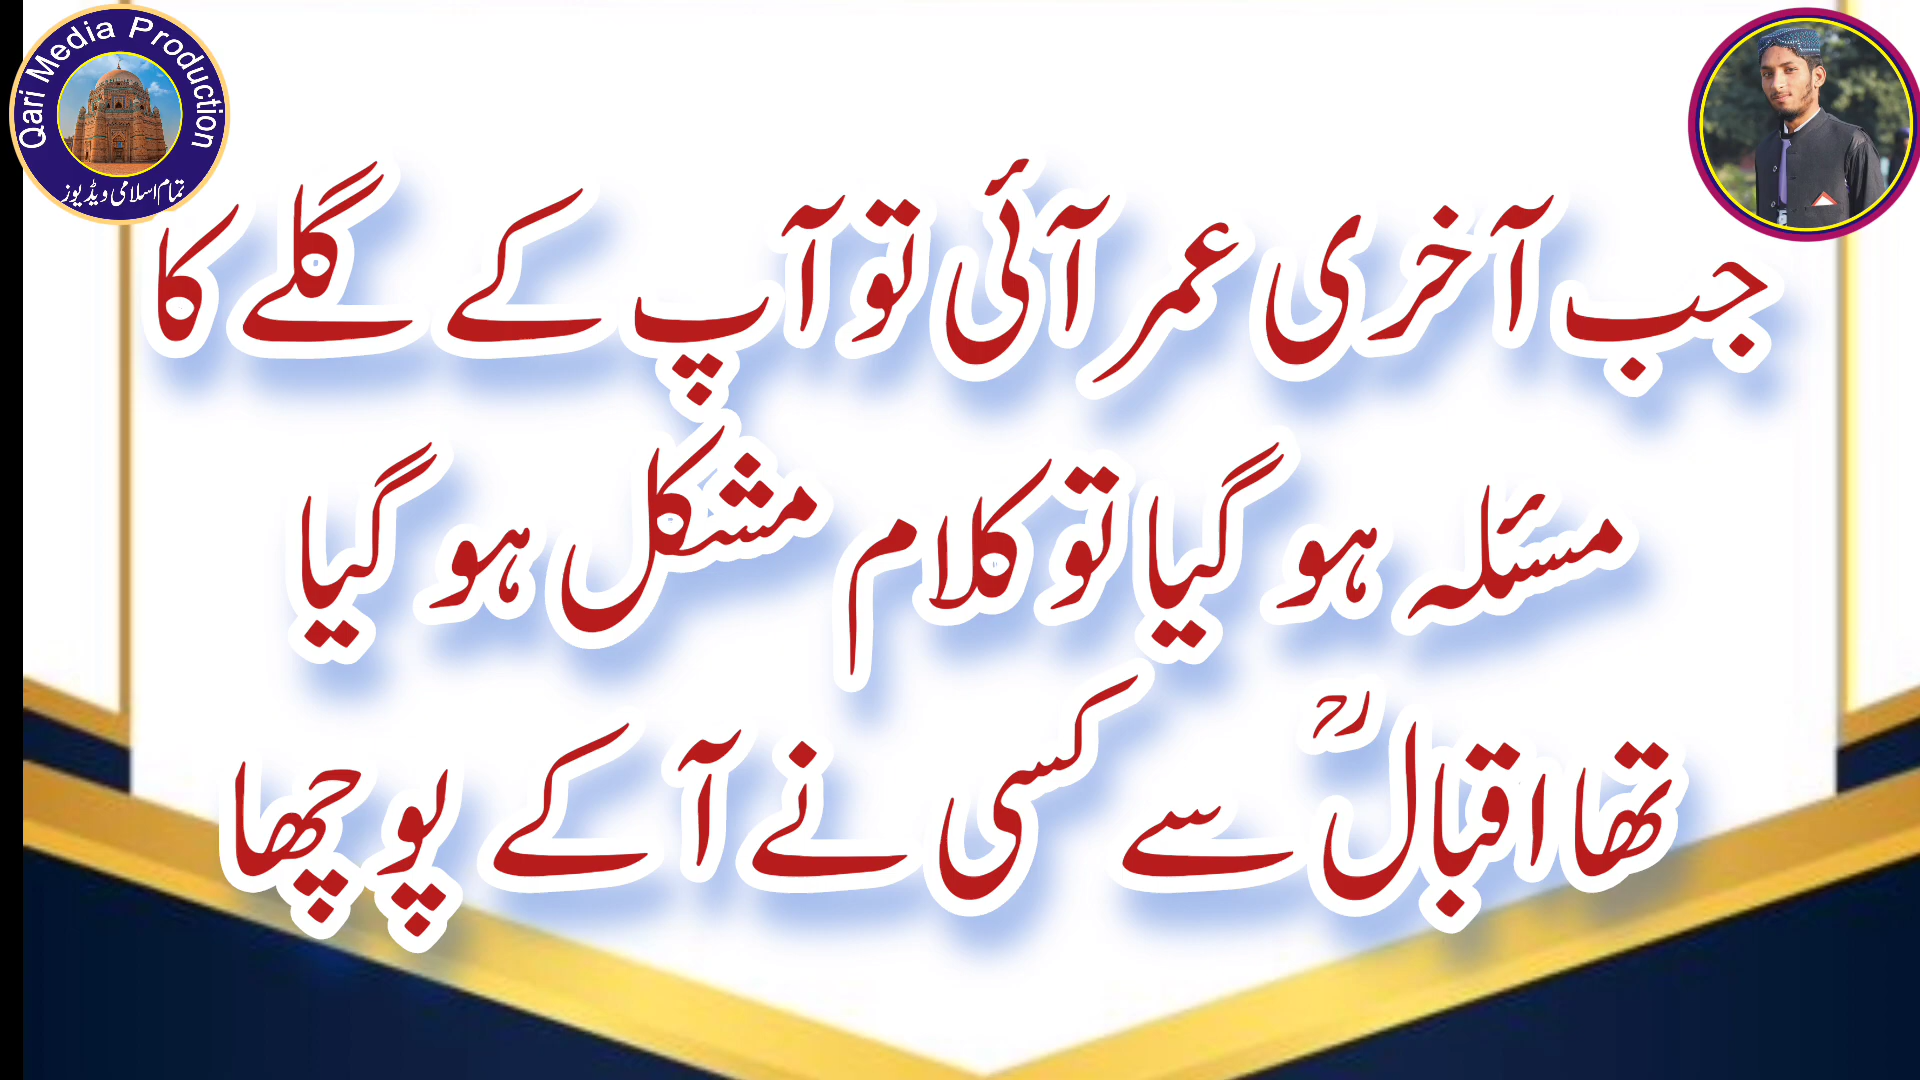 Qari Media Production
تمام اسلامی ویڈیوز
جب آخری عمر آئی تو آپ کے گلے کا
مسئلہ ہو گیا تو کلام مشکل ہو گیا
تھا اقبالؒ سے کسی نے آ کے پوچھا